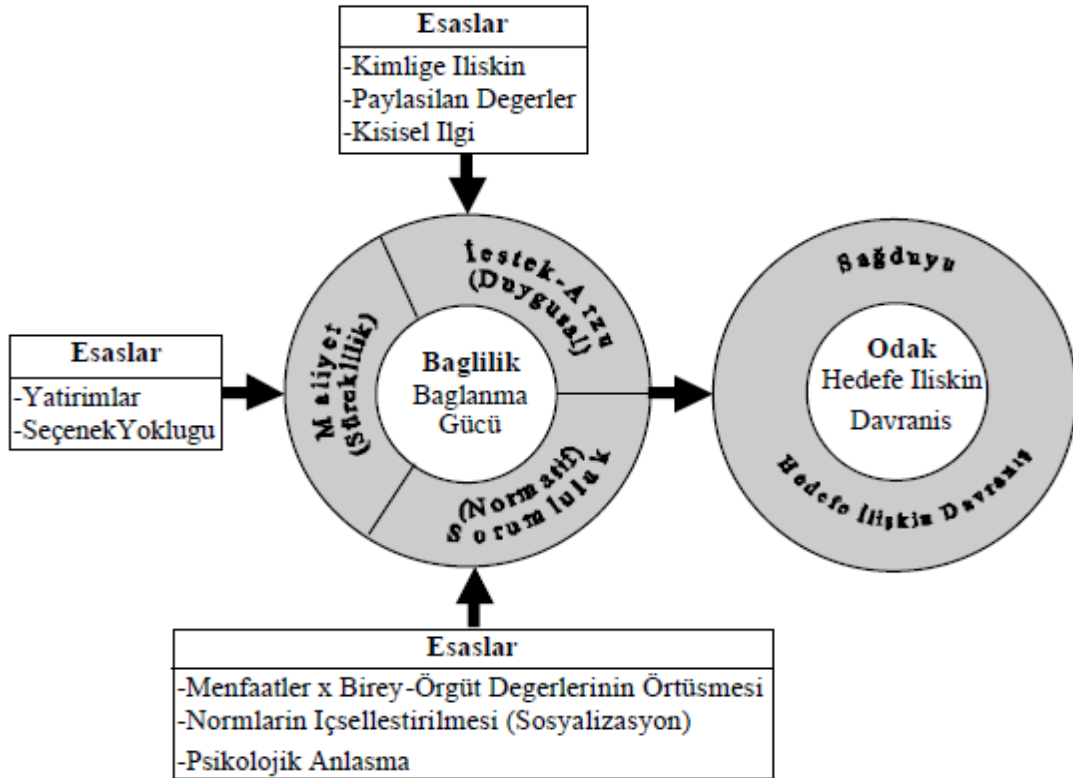 Esaslar
-Kimlige Iliskin
-Paylasilan Degerler
-Kisisel Ilgi
İestek-Arzu
(Duygusal)
Sağduyu
Maliyet
(Süreklilik)
Esaslar
-Yatirimlar
-SeçenekYoklugu
Baglilik
Baglanma
Gücü
Odak
Hedefe Iliskin
Davranis
(Normatif)
Sorumluluk
Hedefe İlişkin Davranış
Esaslar
-Menfaatler x Birey-Örgüt Degerlerinin Örtüsmesi
-Normlarin Içsellestirilmesi (Sosyalizasyon)
-Psikolojik Anlasma